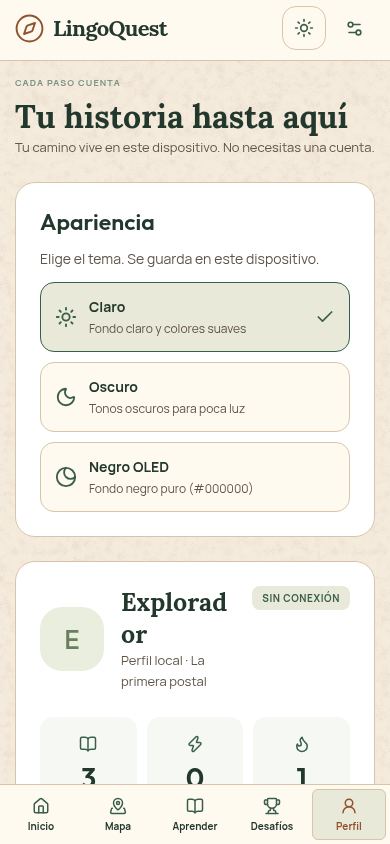 LingoQuest
CADA PASO CUENTA
Tu historia hasta aquí
Tu camino vive en este dispositivo. No necesitas una cuenta.
Apariencia
Elige el tema. Se guarda en este dispositivo.
Claro
Fondo claro y colores suaves
Oscuro
Tonos oscuros para poca luz
Negro OLED
Fondo negro puro (#000000)
E
Explorad
or
SIN CONEXIÓN
Perfil local · La
primera postal
3 0 1
Inicio Mapa Aprender Desafíos Perfil